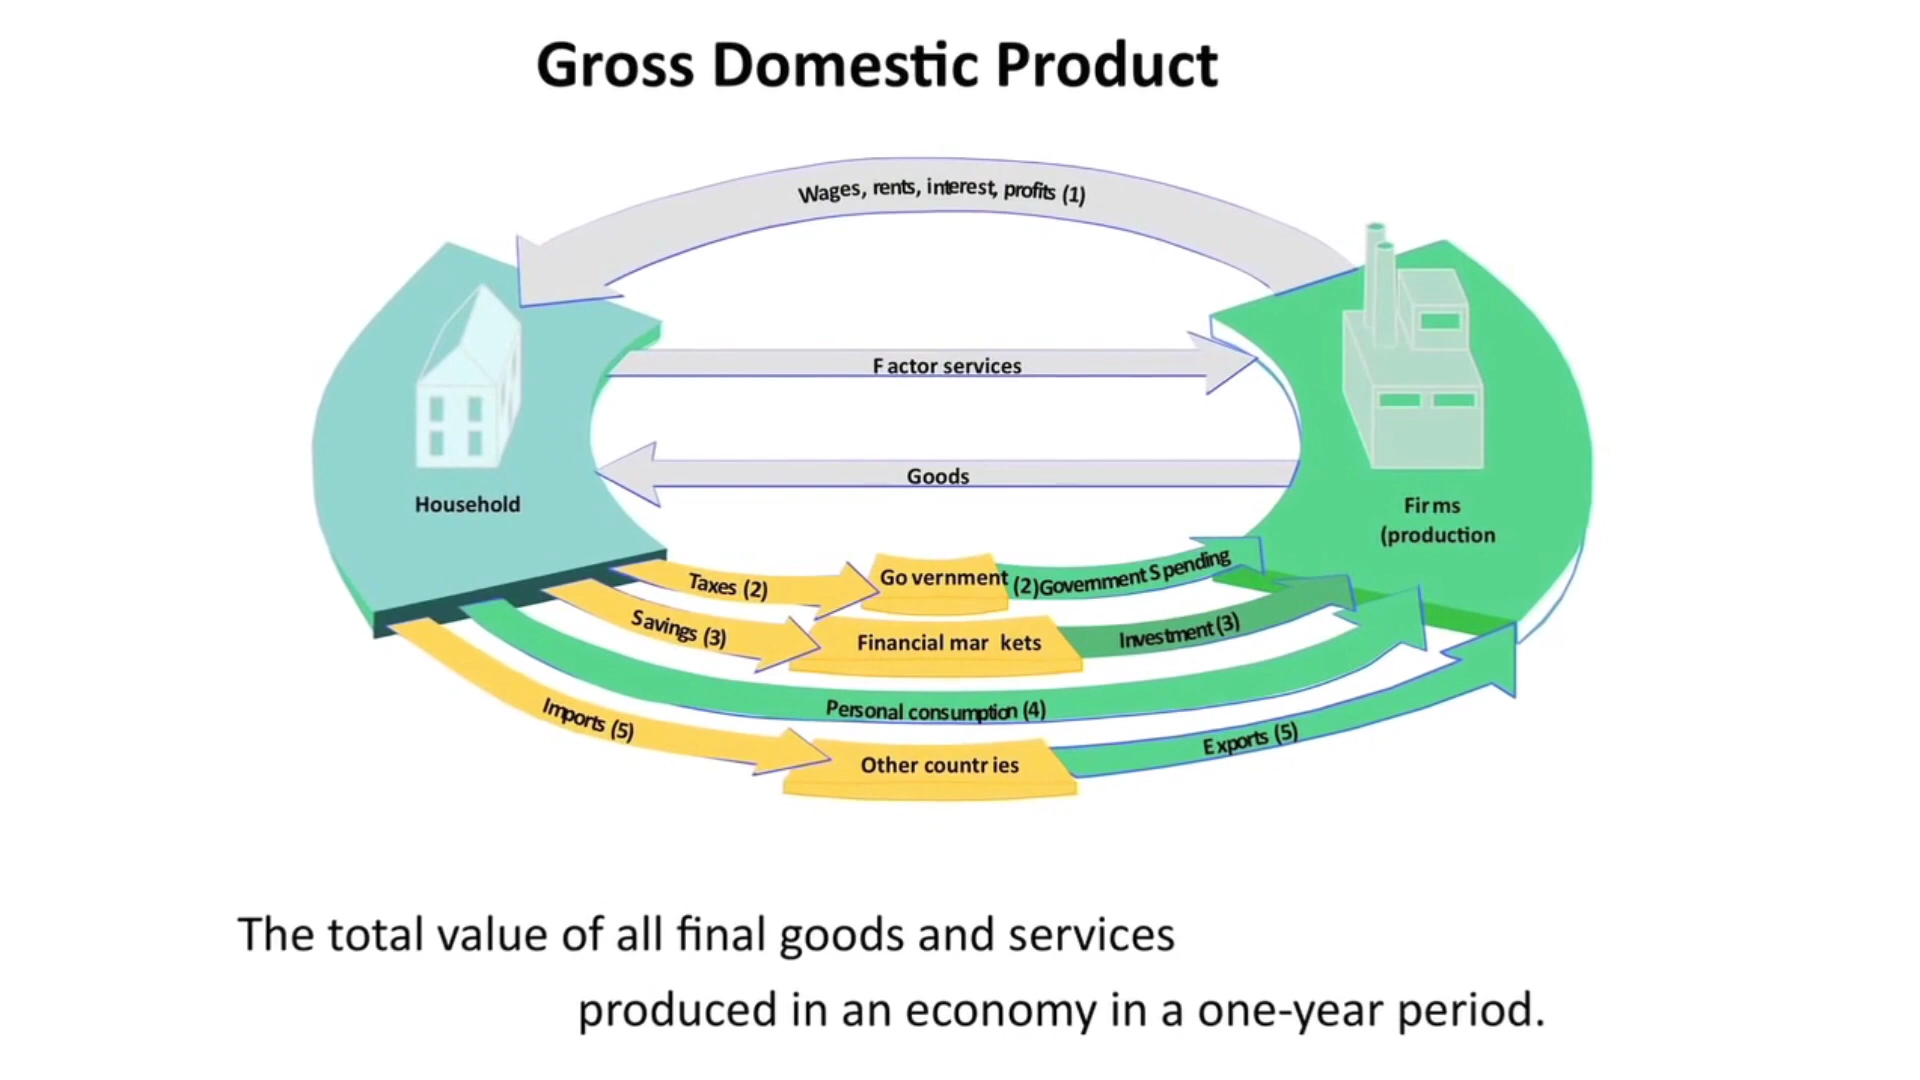 Gross Domestic Product
Wages, rents, interest, profits (1)
Factor services
Goods
Household
Firms
(production
Taxes (2)
Government
(2)Government Spending
Savings (3)
Financial mar kets
Investment (3)
Personal consumption (4)
Imports (5)
Other countries
Exports (5)
The total value of all final goods and services
produced in an economy in a one-year period.